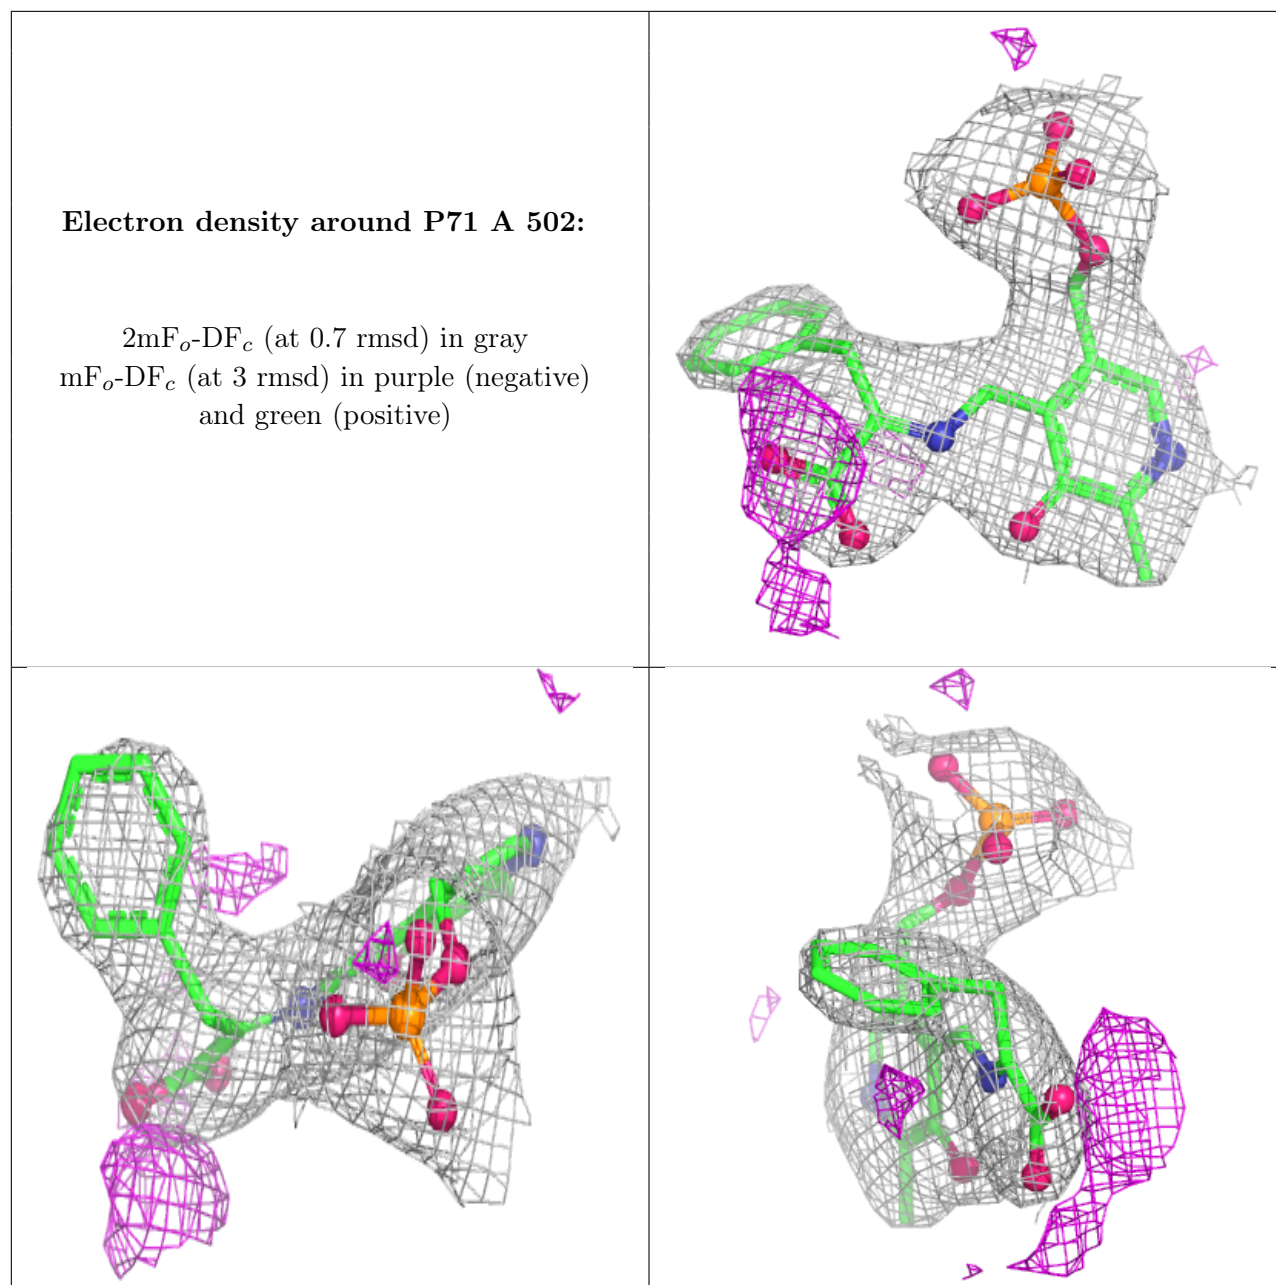 Electron density around P71 A 502:
2mFo-DFc (at 0.7 rmsd) in gray
mFo-DFc (at 3 rmsd) in purple (negative)
and green (positive)